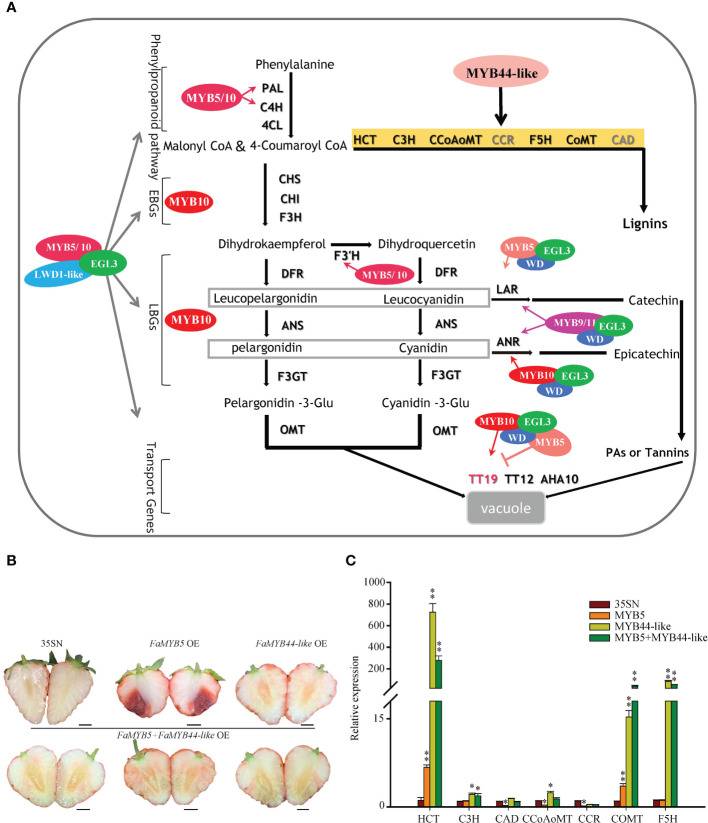 A
Phenylpropanoid pathway
EBGs
LBGs
Transport Genes
MYB5/10
LWD1-like
EGL3
Phenylalanine
MYB5/10
PAL
C4H
4CL
MYB44-like
Malonyl CoA & 4-Coumaroyl CoA
HCT C3H CCoAoMT CCR F5H CoMT CAD
Lignins
MYB10
CHS
CHI
F3H
Dihydrokaempferol
Dihydroquercetin
F3'H
MYB5/10
MYB5
EGL3
WD
DFR
DFR
LAR
Leucopelargonidin
Leucocyanidin
Catechin
MYB10
ANS
ANS
MYB9/11
EGL3
WD
ANR
pelargonidin
Cyanidin
Epicatechin
F3GT
F3GT
MYB10
EGL3
WD
Pelargonidin -3-Glu
Cyanidin -3-Glu
OMT
OMT
MYB10
EGL3
WD
MYB5
PAs or Tannins
TT19 TT12 AHA10
vacuole
B
35SN
FaMYB5 OE
FaMYB44-like OE
FaMYB5+FaMYB44-like OE
C
Relative expression
1000
800
600
400
200
15
0
35SN
MYB5
MYB44-like
MYB5+MYB44-like
** ** ** * * * * * * ** ** ** ** **
HCT C3H CAD CCoAoMT CCR COMT F5H